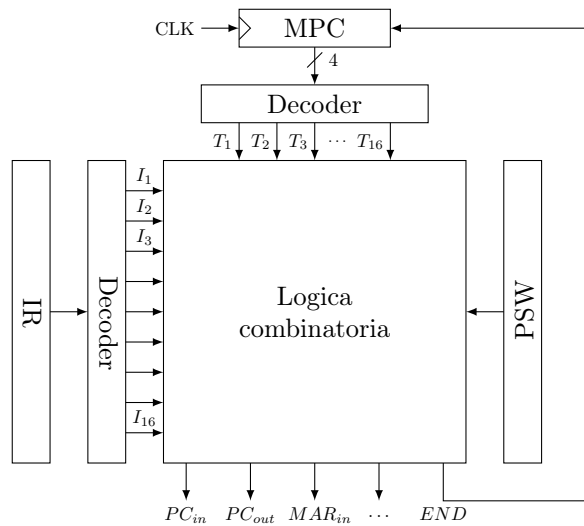 CLK
MPC
4
Decoder
T1 T2 T3 ... T16
IR
Decoder
I1
I2
I3
I16
Logica
combinatoria
PSW
PCin PCout MARin ... END